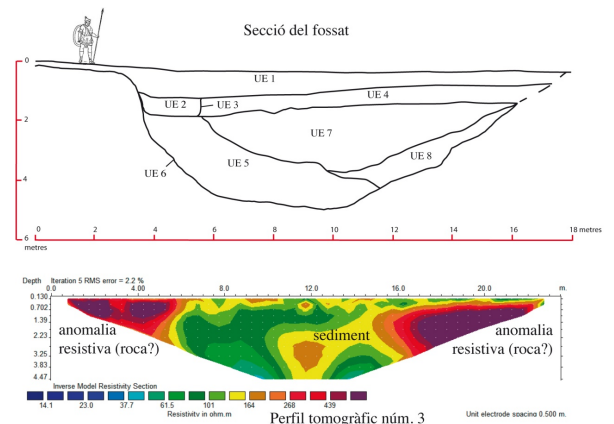 Secció del fossat
0
UE 1
UE 4
UE 2
UE 3
2
UE 7
UE 8
UE 5
UE 6
4
6
metres
0 2 4 6 8 10 12 14 16 18 metres
Depth Iteration 5 RMS error = 2.2 %
0.0 4.00 8.00 12.0 16.0 20.0 m.
0.130
0.702
1.39
2.23
3.25
3.83
4.47
anomalia
resistiva (roca?)
sediment
anomalia
resistiva (roca?)
Inverse Model Resistivity Section
14.1 23.0 37.7 61.5 101 164 268 439
Resistivity in ohm.m
Perfil tomogràfic núm. 3
Unit electrode spacing 0.500 m.